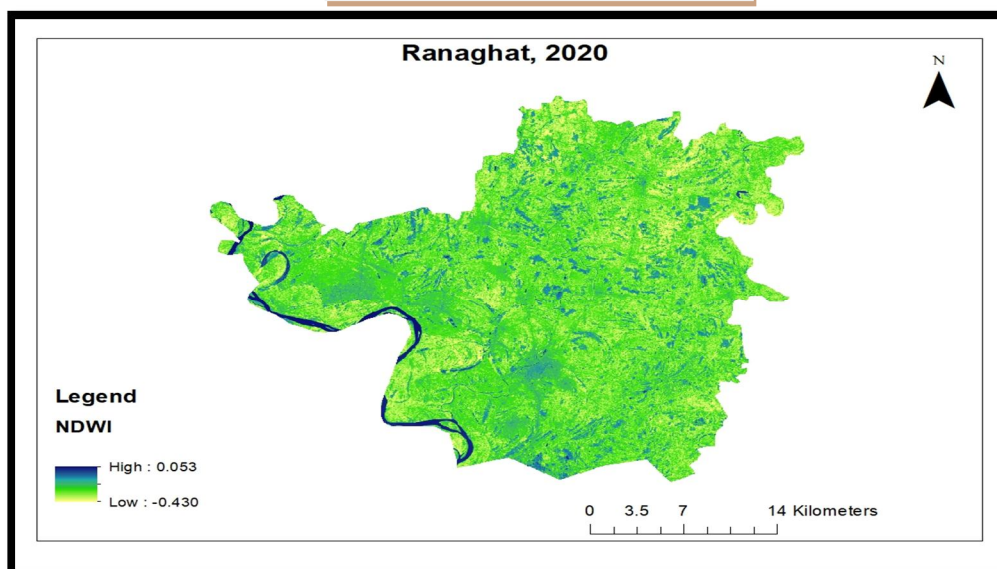 Ranaghat, 2020
N
Legend
NDWI
High : 0.053
Low : -0.430
0 3.5 7 14 Kilometers